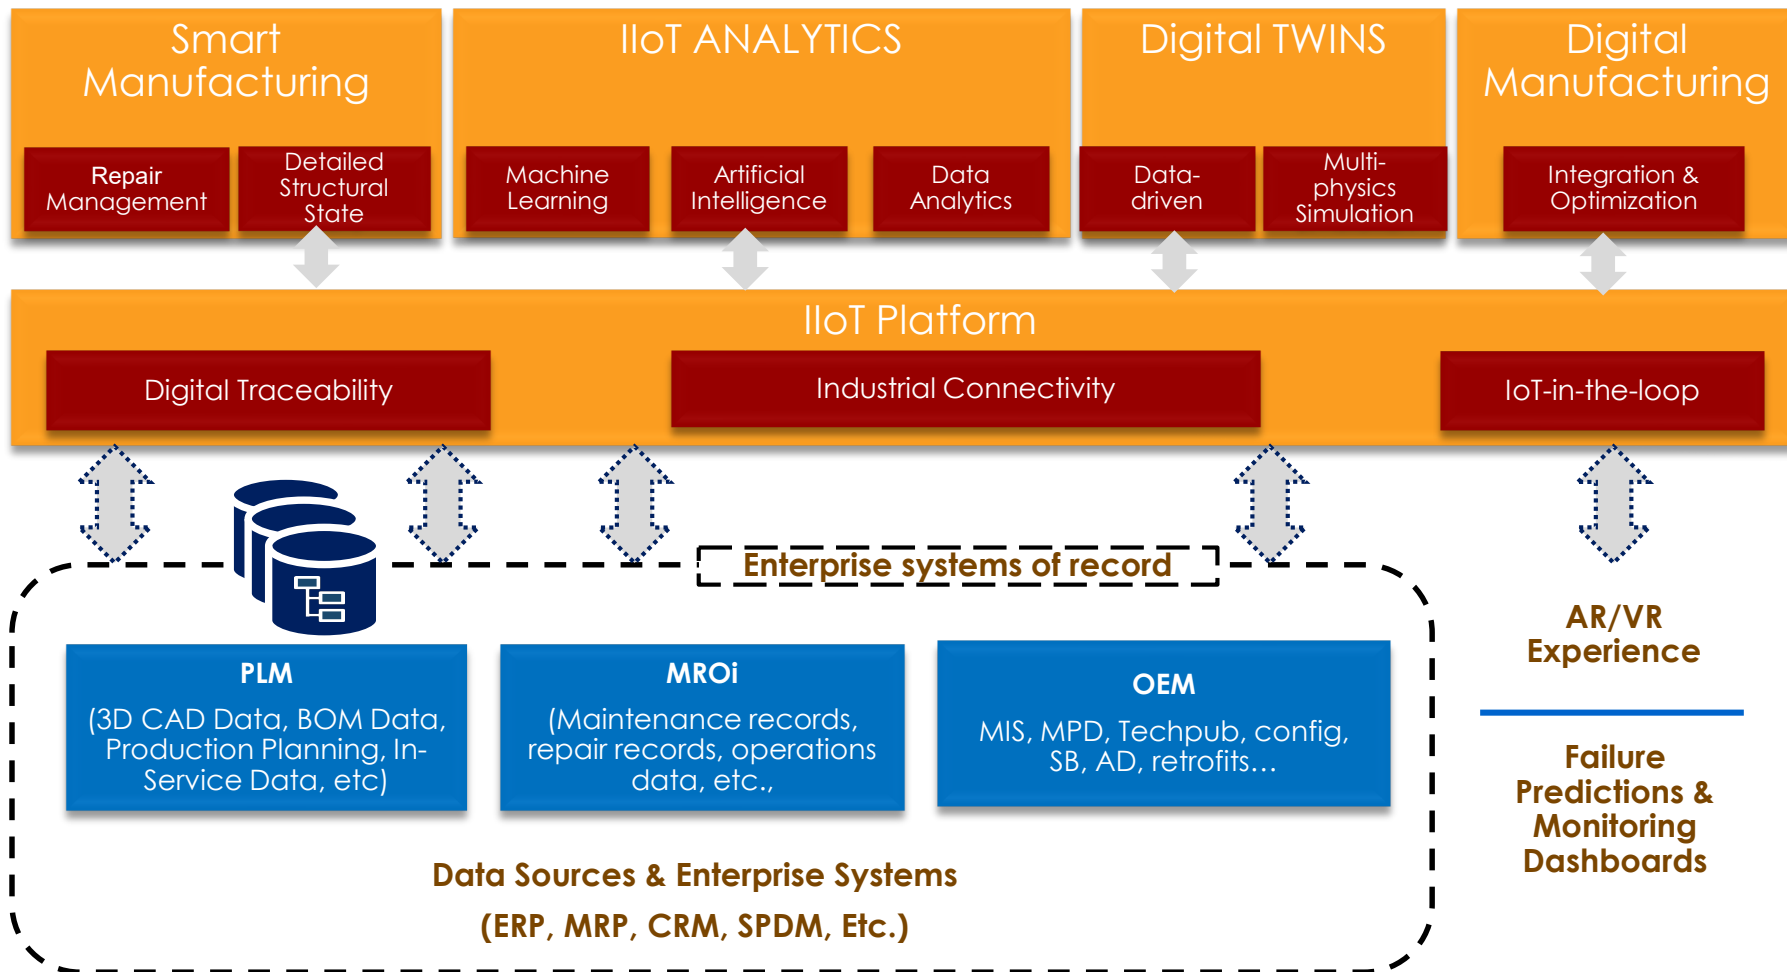 Smart
Manufacturing
IIoT ANALYTICS
Digital TWINS
Digital
Manufacturing
Repair
Management
Detailed
Structural
State
Machine
Learning
Artificial
Intelligence
Data
Analytics
Data-
driven
Multi-
physics
Simulation
Integration &
Optimization
IIoT Platform
Digital Traceability
Industrial Connectivity
IoT-in-the-loop
Enterprise systems of record
PLM
(3D CAD Data, BOM Data,
Production Planning, In-
Service Data, etc)
MROi
(Maintenance records,
repair records, operations
data, etc.,
OEM
MIS, MPD, Techpub, config,
SB, AD, retrofits…
AR/VR
Experience
Failure
Predictions &
Monitoring
Dashboards
Data Sources & Enterprise Systems
(ERP, MRP, CRM, SPDM, Etc.)